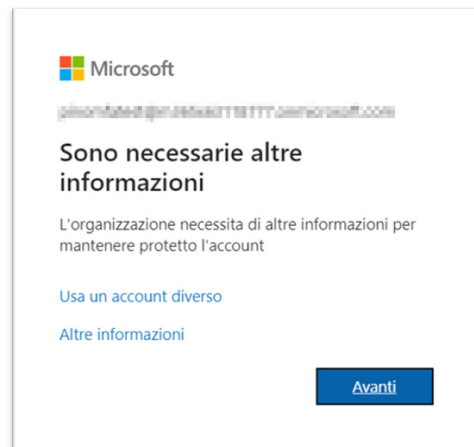 Microsoft
Sono necessarie altre
informazioni
L'organizzazione necessita di altre informazioni per
mantenere protetto l'account
Usa un account diverso
Altre informazioni
Avanti